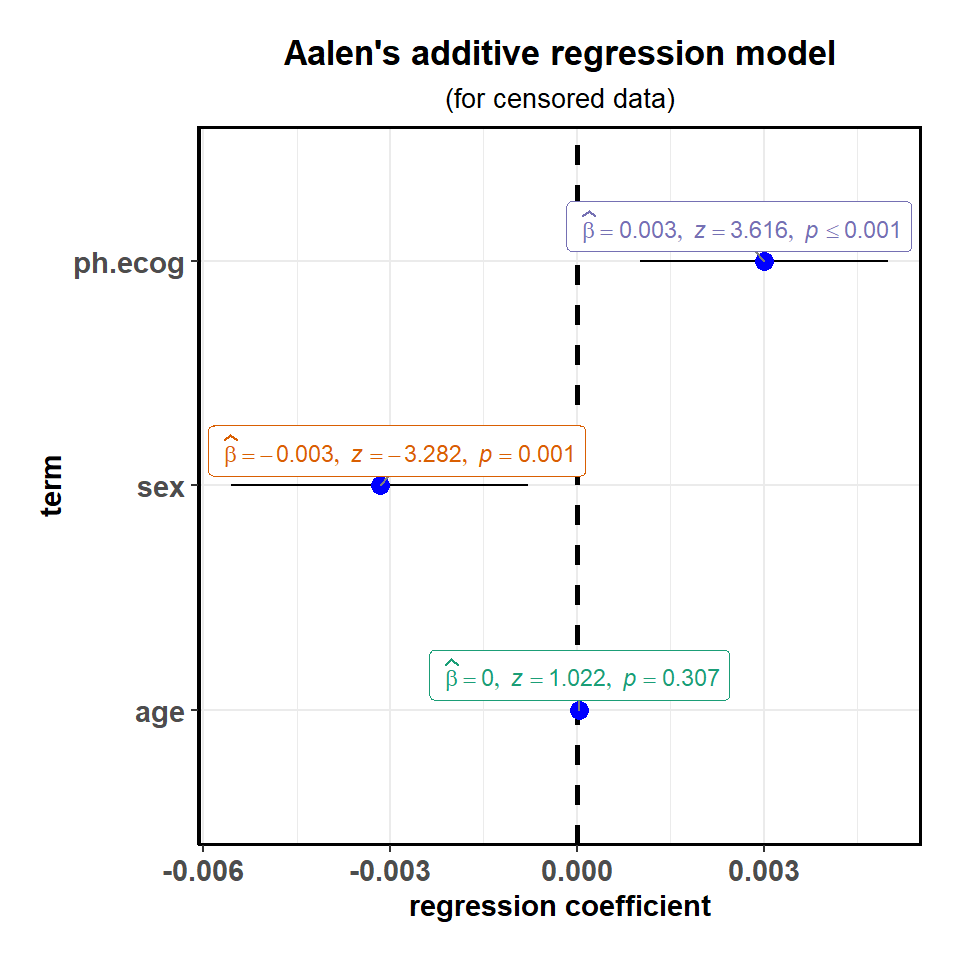 Aalen's additive regression model
(for censored data)
β̂ = 0.003, z = 3.616, p ≤ 0.001
ph.ecog
β̂ = −0.003, z = −3.282, p = 0.001
sex
term
β̂ = 0, z = 1.022, p = 0.307
age
-0.006 -0.003 0.000 0.003
regression coefficient